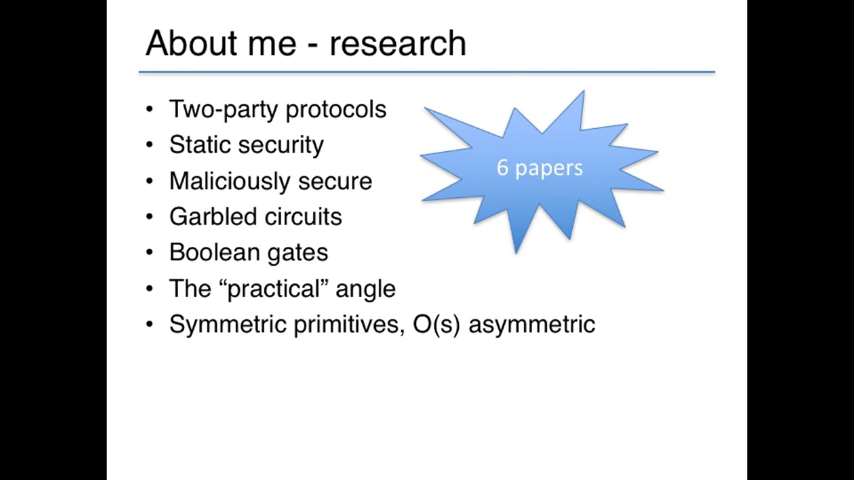 About me - research
• Two-party protocols
• Static security
• Maliciously secure
• Garbled circuits
• Boolean gates
• The “practical” angle
• Symmetric primitives, O(s) asymmetric
6 papers